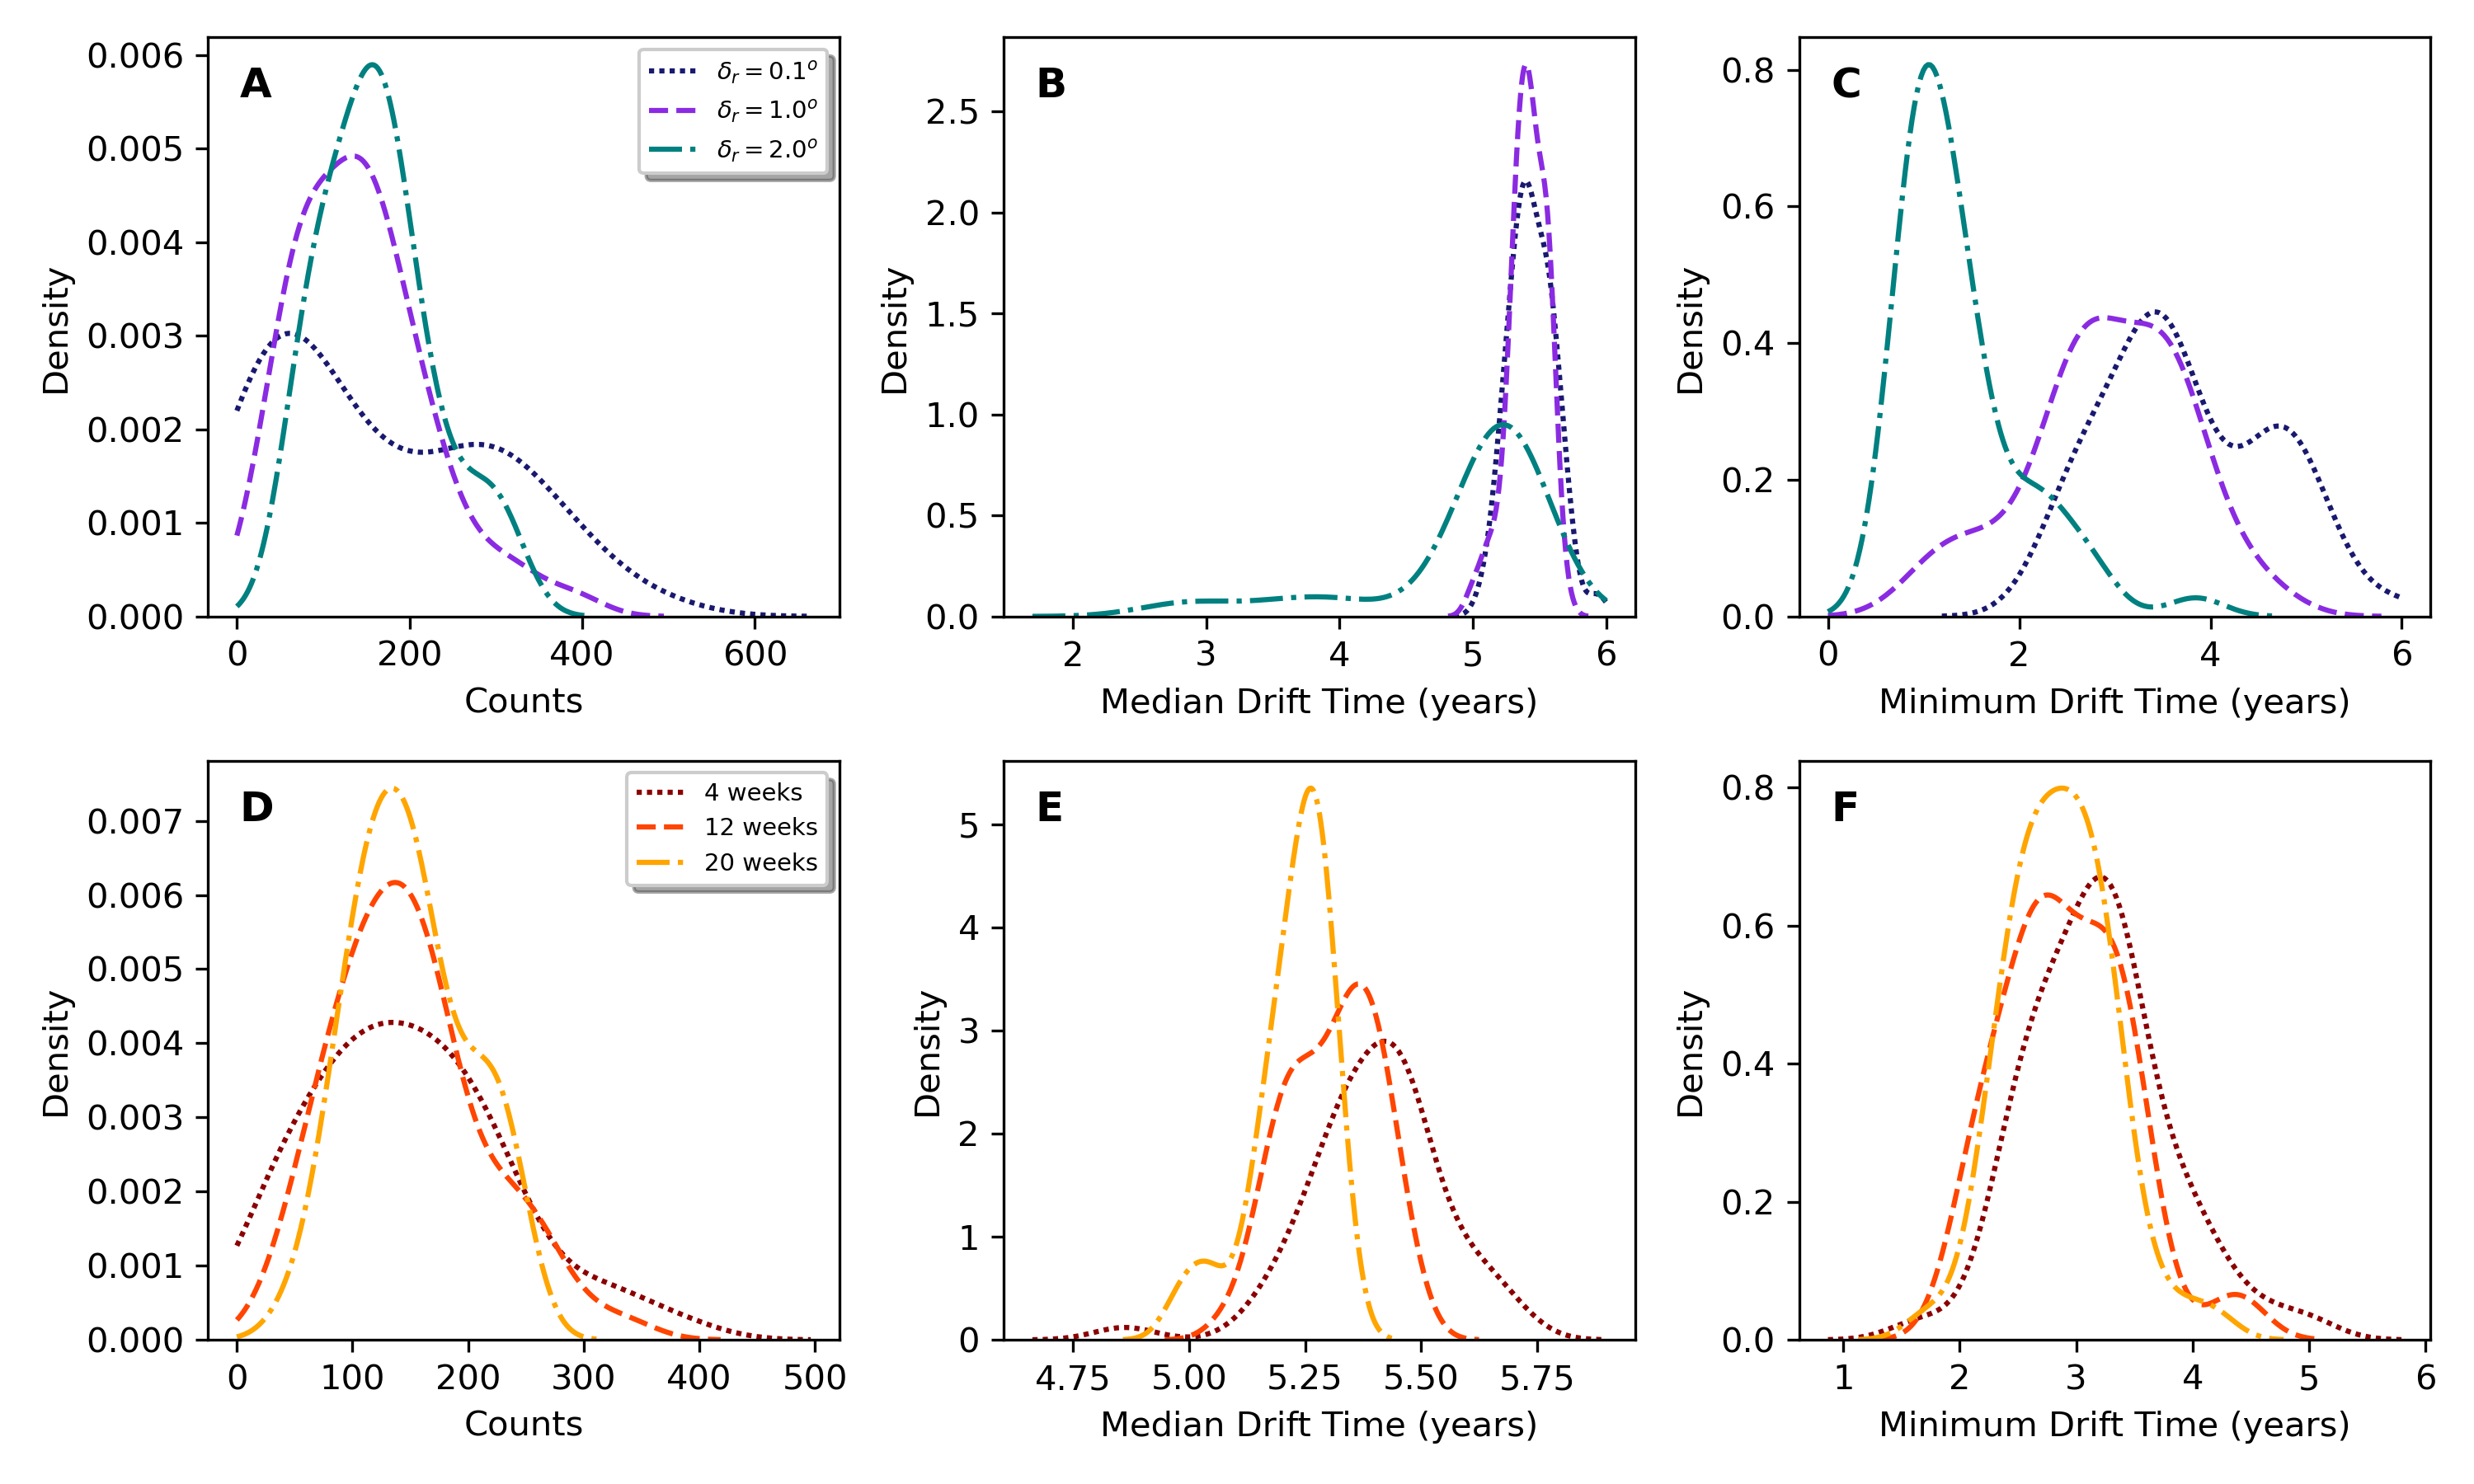 A
δr = 0.1°
δr = 1.0°
δr = 2.0°
0.006
0.005
0.004
0.003
0.002
0.001
0.000
Density
0 200 400 600
Counts
B
2.5
2.0
1.5
1.0
0.5
0.0
Density
2 3 4 5 6
Median Drift Time (years)
C
0.8
0.6
0.4
0.2
0.0
Density
0 2 4 6
Minimum Drift Time (years)
D
4 weeks
12 weeks
20 weeks
0.007
0.006
0.005
0.004
0.003
0.002
0.001
0.000
Density
0 100 200 300 400 500
Counts
E
5
4
3
2
1
0
Density
4.75 5.00 5.25 5.50 5.75
Median Drift Time (years)
F
0.8
0.6
0.4
0.2
0.0
Density
1 2 3 4 5 6
Minimum Drift Time (years)